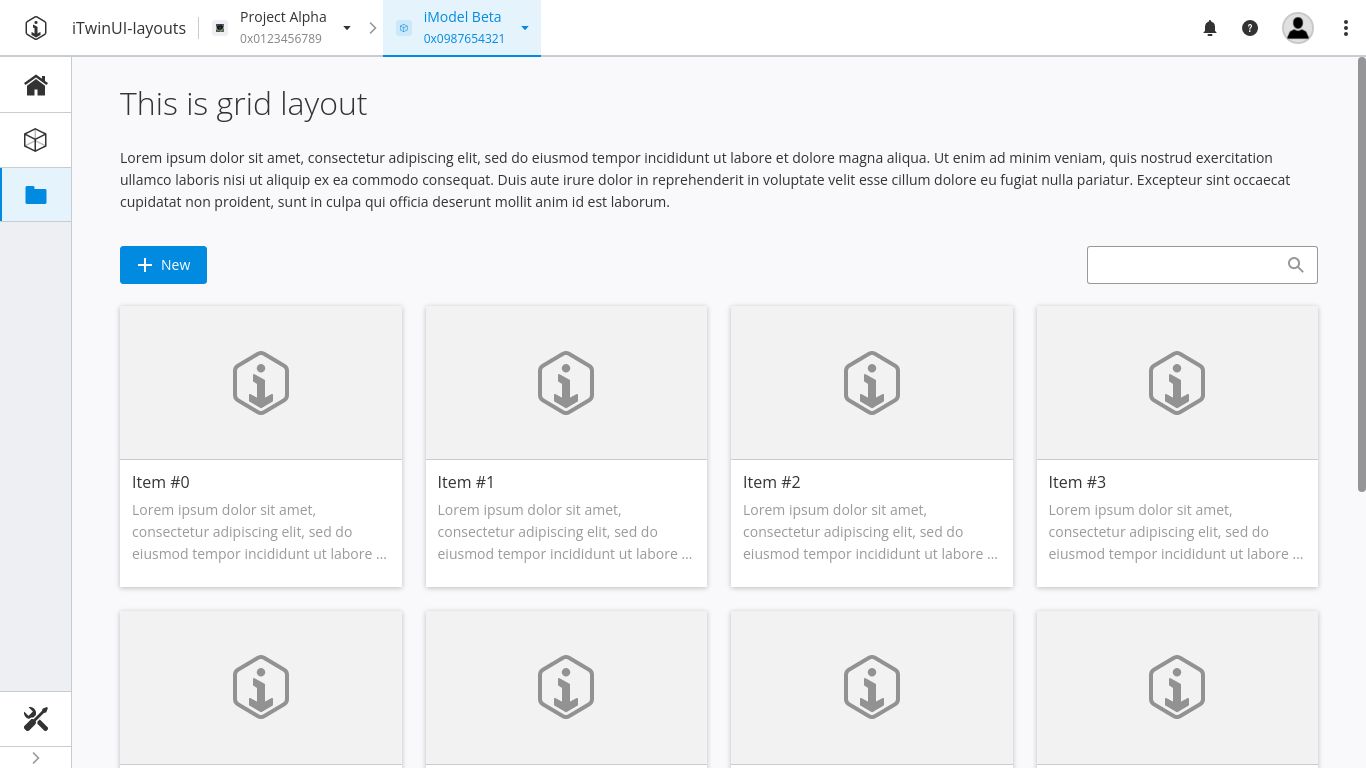 iTwinUI-layouts
Project Alpha
0x0123456789
iModel Beta
0x0987654321
This is grid layout
Lorem ipsum dolor sit amet, consectetur adipiscing elit, sed do eiusmod tempor incididunt ut labore et dolore magna aliqua. Ut enim ad minim veniam, quis nostrud exercitation
ullamco laboris nisi ut aliquip ex ea commodo consequat. Duis aute irure dolor in reprehenderit in voluptate velit esse cillum dolore eu fugiat nulla pariatur. Excepteur sint occaecat
cupidatat non proident, sunt in culpa qui officia deserunt mollit anim id est laborum.
New
Item #0
Lorem ipsum dolor sit amet,
consectetur adipiscing elit, sed do
eiusmod tempor incididunt ut labore ...
Item #1
Lorem ipsum dolor sit amet,
consectetur adipiscing elit, sed do
eiusmod tempor incididunt ut labore ...
Item #2
Lorem ipsum dolor sit amet,
consectetur adipiscing elit, sed do
eiusmod tempor incididunt ut labore ...
Item #3
Lorem ipsum dolor sit amet,
consectetur adipiscing elit, sed do
eiusmod tempor incididunt ut labore ...